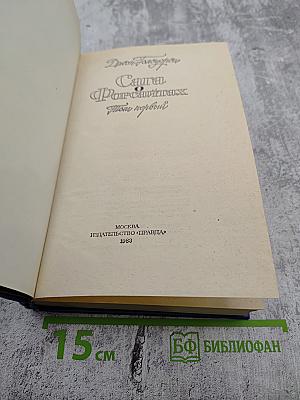 Джон Голсуорси
Сага
о
Форсайтах
Том первый
МОСКВА
ИЗДАТЕЛЬСТВО «ПРАВДА»
1983
15 см
БФ БИБЛИОФАН